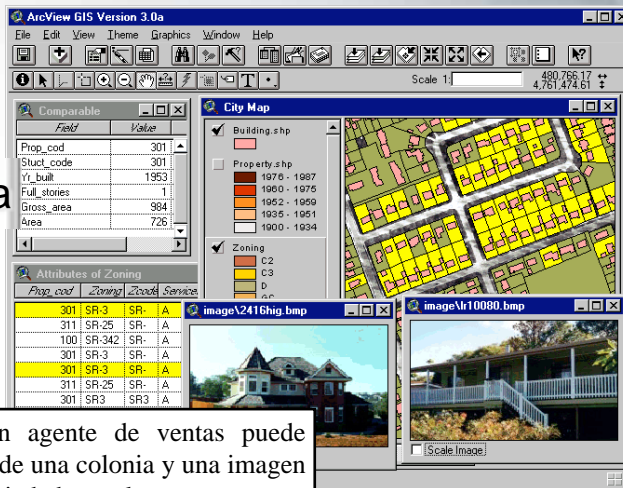 ArcView GIS Version 3.0a
File Edit View Theme Graphics Window Help
Scale 1: 480,766.17
4,761,474.61
Comparable
Field Value
Prop_cod 301
Stuct_code 301
Yr_built 1953
Full_stories 1
Gross_area 984
Area 726
a
City Map
Building.shp
Property.shp
1976 - 1987
1960 - 1975
1952 - 1959
1935 - 1951
1900 - 1934
Zoning
C2
C3
D
Attributes of Zoning
Prop_cod Zoning Zcode Service
301 SR-3 SR- A
311 SR-25 SR- A
100 SR-342 SR- A
301 SR-3 SR- A
301 SR-3 SR- A
311 SR-25 SR- A
301 SR3 SR3 A
image\2416hig.bmp
image\lr10080.bmp
Scale Image
n agente de ventas puede
de una colonia y una imagen